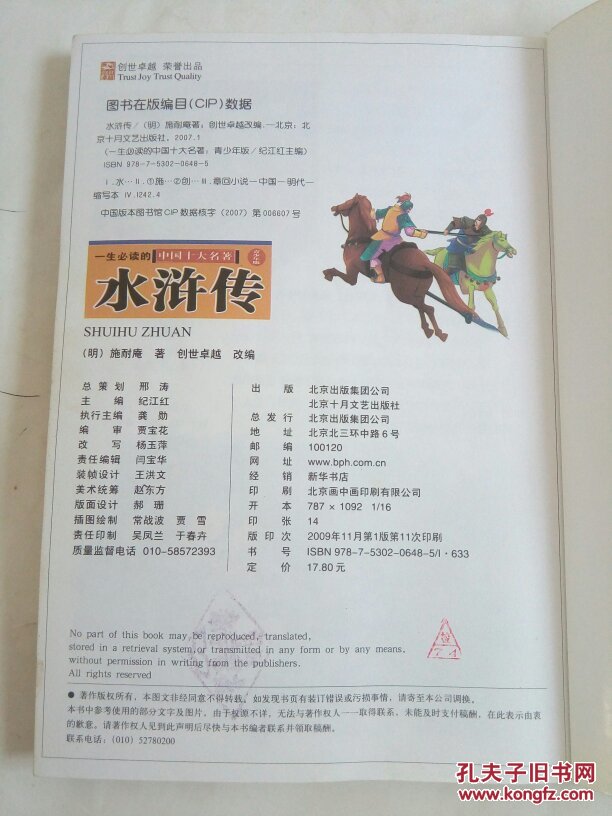 创世卓越 荣誉出品
Trust Joy Trust Quality
图书在版编目(CIP)数据
水浒传/(明)施耐庵著;创世卓越改编.—北京:北
京十月文艺出版社,2007.1
(一生必读的中国十大名著:青少年版/纪江红主编)
ISBN 978-7-5302-0648-5
Ⅰ.水… Ⅱ.①施…②创… Ⅲ.章回小说—中国—明代—
缩写本 Ⅳ.I242.4
中国版本图书馆CIP数据核字(2007)第006607号
一生必读的 中国十大名著 青少年版
水浒传
SHUIHU ZHUAN
(明)施耐庵 著 创世卓越 改编
总策划 邢涛
主编 纪江红
执行主编 龚勋
编审 贾宝花
改写 杨玉萍
责任编辑 闫宝华
装帧设计 王洪文
美术统筹 赵东方
版面设计 郝珊
插图绘制 常战波 贾雪
责任印制 吴凤兰 于春卉
质量监督电话 010-58572393
出版 北京出版集团公司
北京十月文艺出版社
总发行 北京出版集团公司
地址 北京北三环中路6号
邮编 100120
网址 www.bph.com.cn
经销 新华书店
印刷 北京画中画印刷有限公司
开本 787 × 1092 1/16
印张 14
版印次 2009年11月第1版第11次印刷
书号 ISBN 978-7-5302-0648-5/I·633
定价 17.80元
No part of this book may be reproduced, translated,
stored in a retrieval system, or transmitted in any form or by any means,
without permission in writing from the publishers.
All rights reserved
● 著作版权所有,本图文非经同意不得转载。如发现书页有装订错误或污损事情,请寄至本公司调换。
本书中参考使用的部分文字及图片,由于权源不详,无法与著作权人一一取得联系,未能及时支付稿酬,在此表示由衷
的歉意。请著作权人见到此声明后尽快与本书编者联系并领取稿酬。
联系电话:(010)52780200
孔夫子旧书网
www.kongfz.com